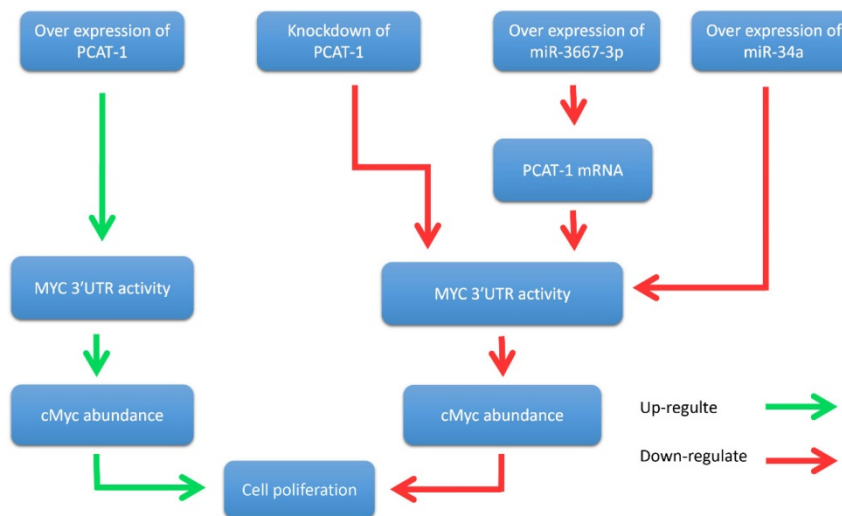 Over expression of
PCAT-1
Knockdown of
PCAT-1
Over expression of
miR-3667-3p
Over expression of
miR-34a
PCAT-1 mRNA
MYC 3'UTR activity
MYC 3'UTR activity
cMyc abundance
cMyc abundance
Up-regulte
Down-regulate
Cell poliferation